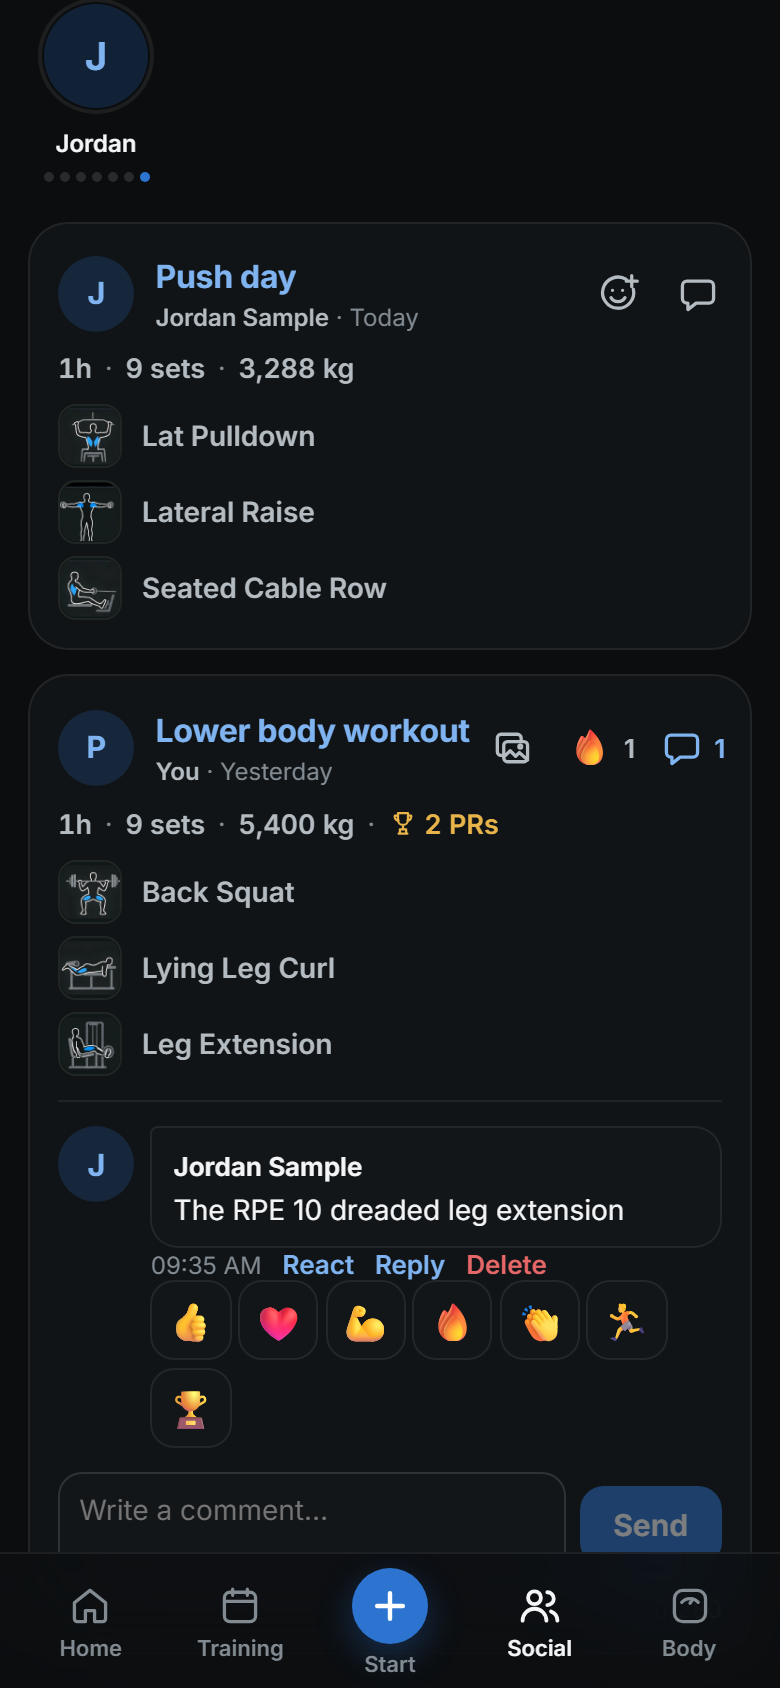 J
Jordan
J
Push day
Jordan Sample · Today
1h · 9 sets · 3,288 kg
Lat Pulldown
Lateral Raise
Seated Cable Row
P
Lower body workout
You · Yesterday
1
1
1h · 9 sets · 5,400 kg · 2 PRs
Back Squat
Lying Leg Curl
Leg Extension
J
Jordan Sample
The RPE 10 dreaded leg extension
09:35 AM React Reply Delete
Write a comment...
Send
Home
Training
Start
Social
Body